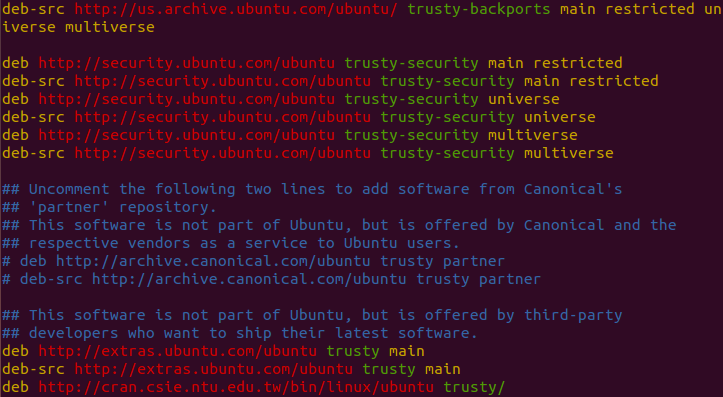 deb-src http://us.archive.ubuntu.com/ubuntu/ trusty-backports main restricted un
iverse multiverse
deb http://security.ubuntu.com/ubuntu trusty-security main restricted
deb-src http://security.ubuntu.com/ubuntu trusty-security main restricted
deb http://security.ubuntu.com/ubuntu trusty-security universe
deb-src http://security.ubuntu.com/ubuntu trusty-security universe
deb http://security.ubuntu.com/ubuntu trusty-security multiverse
deb-src http://security.ubuntu.com/ubuntu trusty-security multiverse
## Uncomment the following two lines to add software from Canonical's
## 'partner' repository.
## This software is not part of Ubuntu, but is offered by Canonical and the
## respective vendors as a service to Ubuntu users.
# deb http://archive.canonical.com/ubuntu trusty partner
# deb-src http://archive.canonical.com/ubuntu trusty partner
## This software is not part of Ubuntu, but is offered by third-party
## developers who want to ship their latest software.
deb http://extras.ubuntu.com/ubuntu trusty main
deb-src http://extras.ubuntu.com/ubuntu trusty main
deb http://cran.csie.ntu.edu.tw/bin/linux/ubuntu trusty/